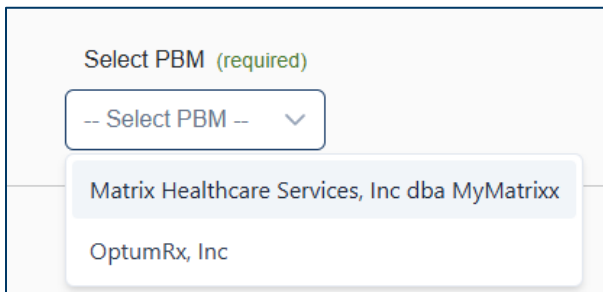 Select PBM (required)
-- Select PBM --
Matrix Healthcare Services, Inc dba MyMatrixx
OptumRx, Inc